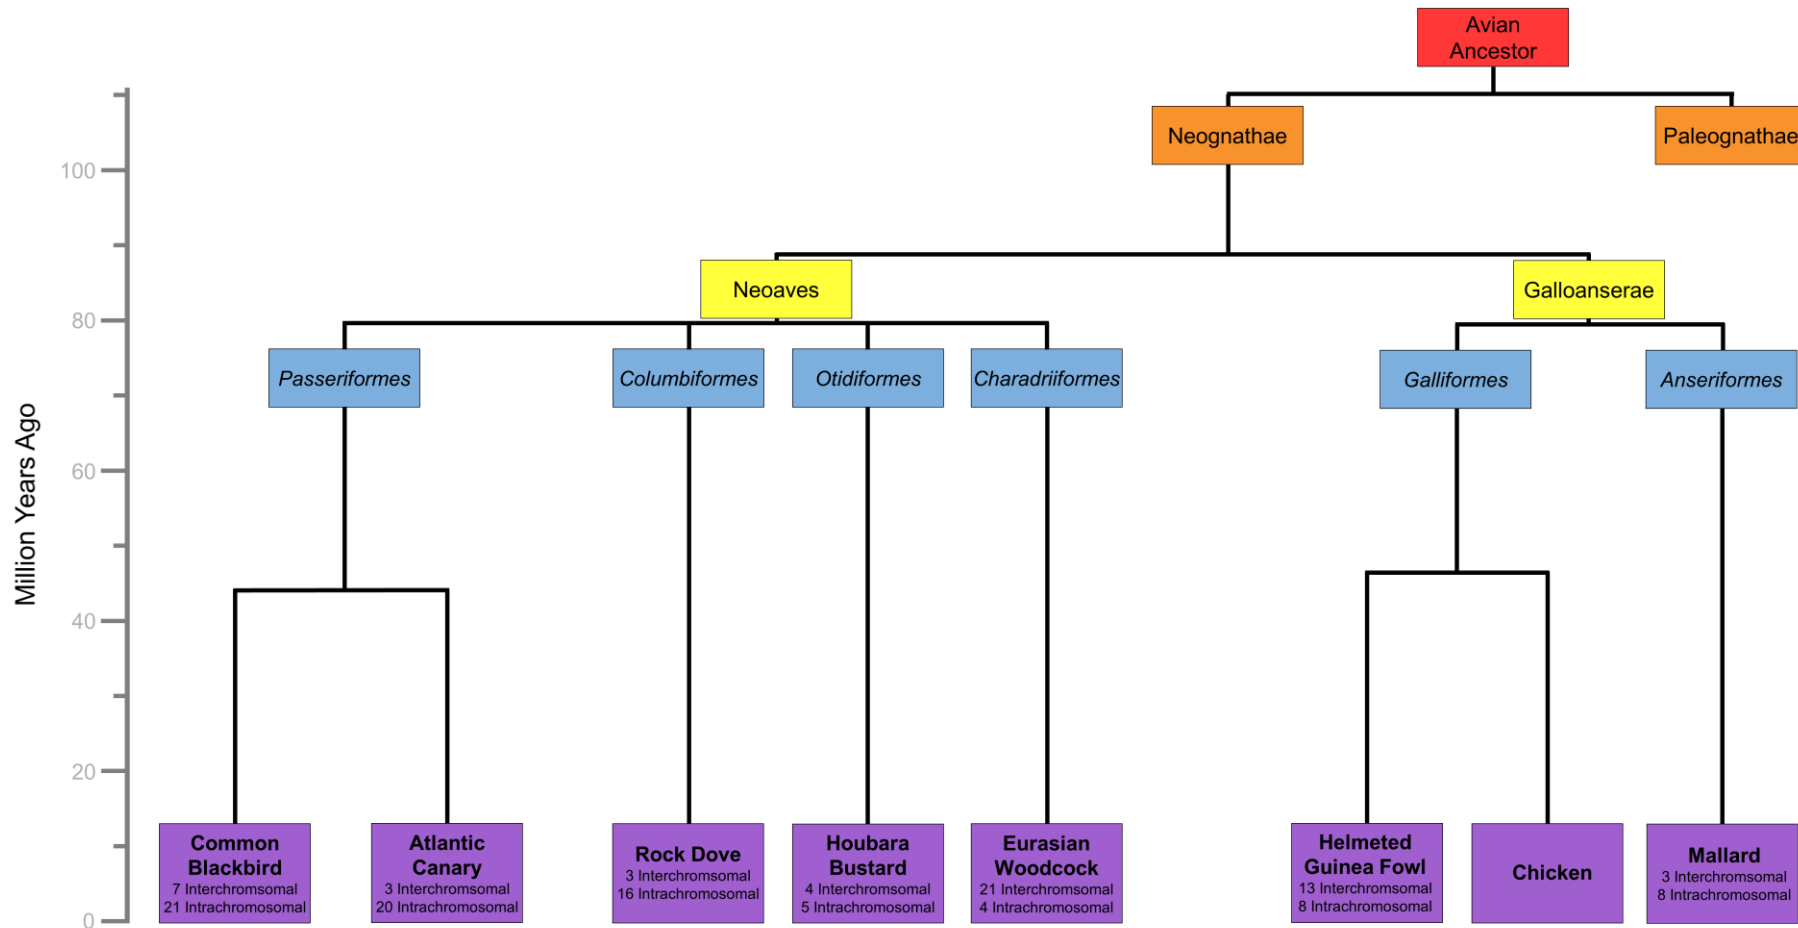 Avian
Ancestor
Neognathae
Paleognathae
100
Neoaves
Galloanserae
80
Passeriformes
Columbiformes
Otidiformes
Charadriiformes
Galliformes
Anseriformes
Million Years Ago
60
40
20
0
Common
Blackbird
7 Interchromsomal
21 Intrachromosomal
Atlantic
Canary
3 Interchromsomal
20 Intrachromosomal
Rock Dove
3 Interchromsomal
16 Intrachromosomal
Houbara
Bustard
4 Interchromsomal
5 Intrachromosomal
Eurasian
Woodcock
21 Interchromsomal
4 Intrachromosomal
Helmeted
Guinea Fowl
13 Interchromsomal
8 Intrachromosomal
Chicken
Mallard
3 Interchromsomal
8 Intrachromosomal